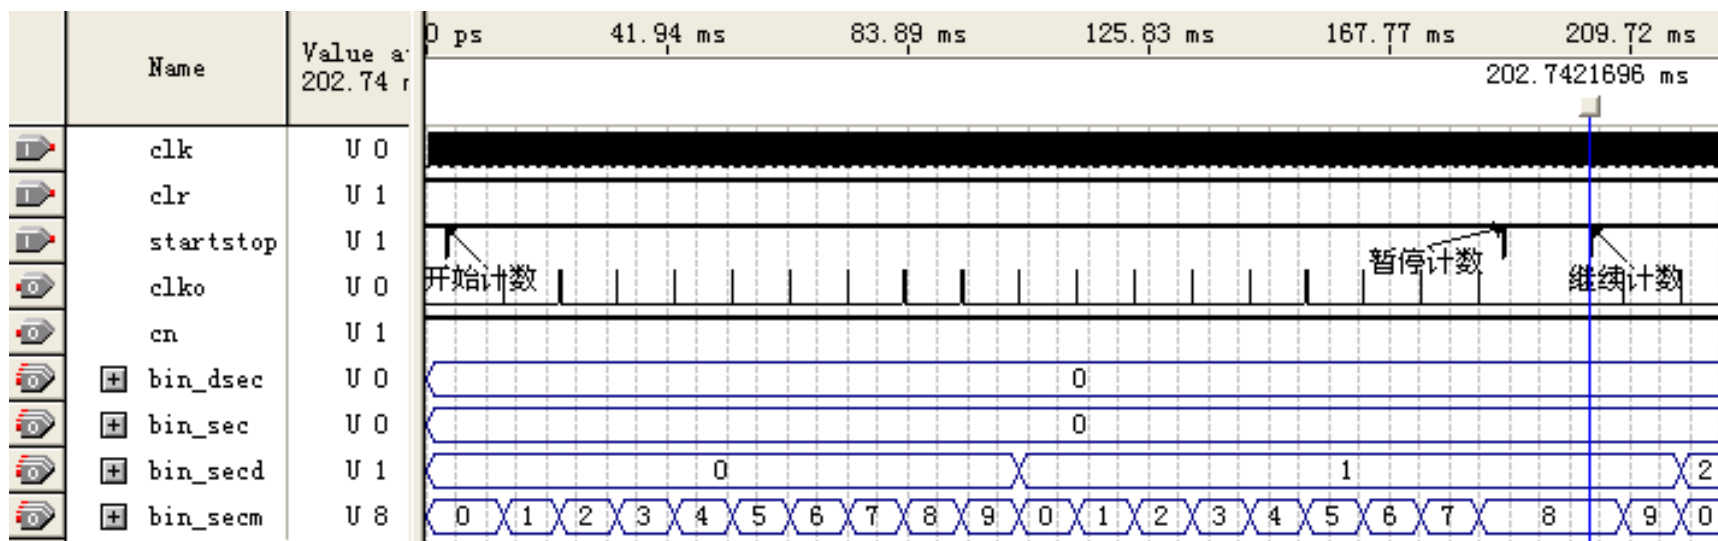 Name
Value a
202.74
0 ps 41.94 ms 83.89 ms 125.83 ms 167.77 ms 209.72 ms
202.7421696 ms
clk U 0
clr U 1
startstop U 1
开始计数 暂停计数 继续计数
clko U 0
cn U 1
bin_dsec U 0 0
bin_sec U 0 0
bin_secd U 1 0 1 2
bin_secm U 8 0 1 2 3 4 5 6 7 8 9 0 1 2 3 4 5 6 7 8 9 0